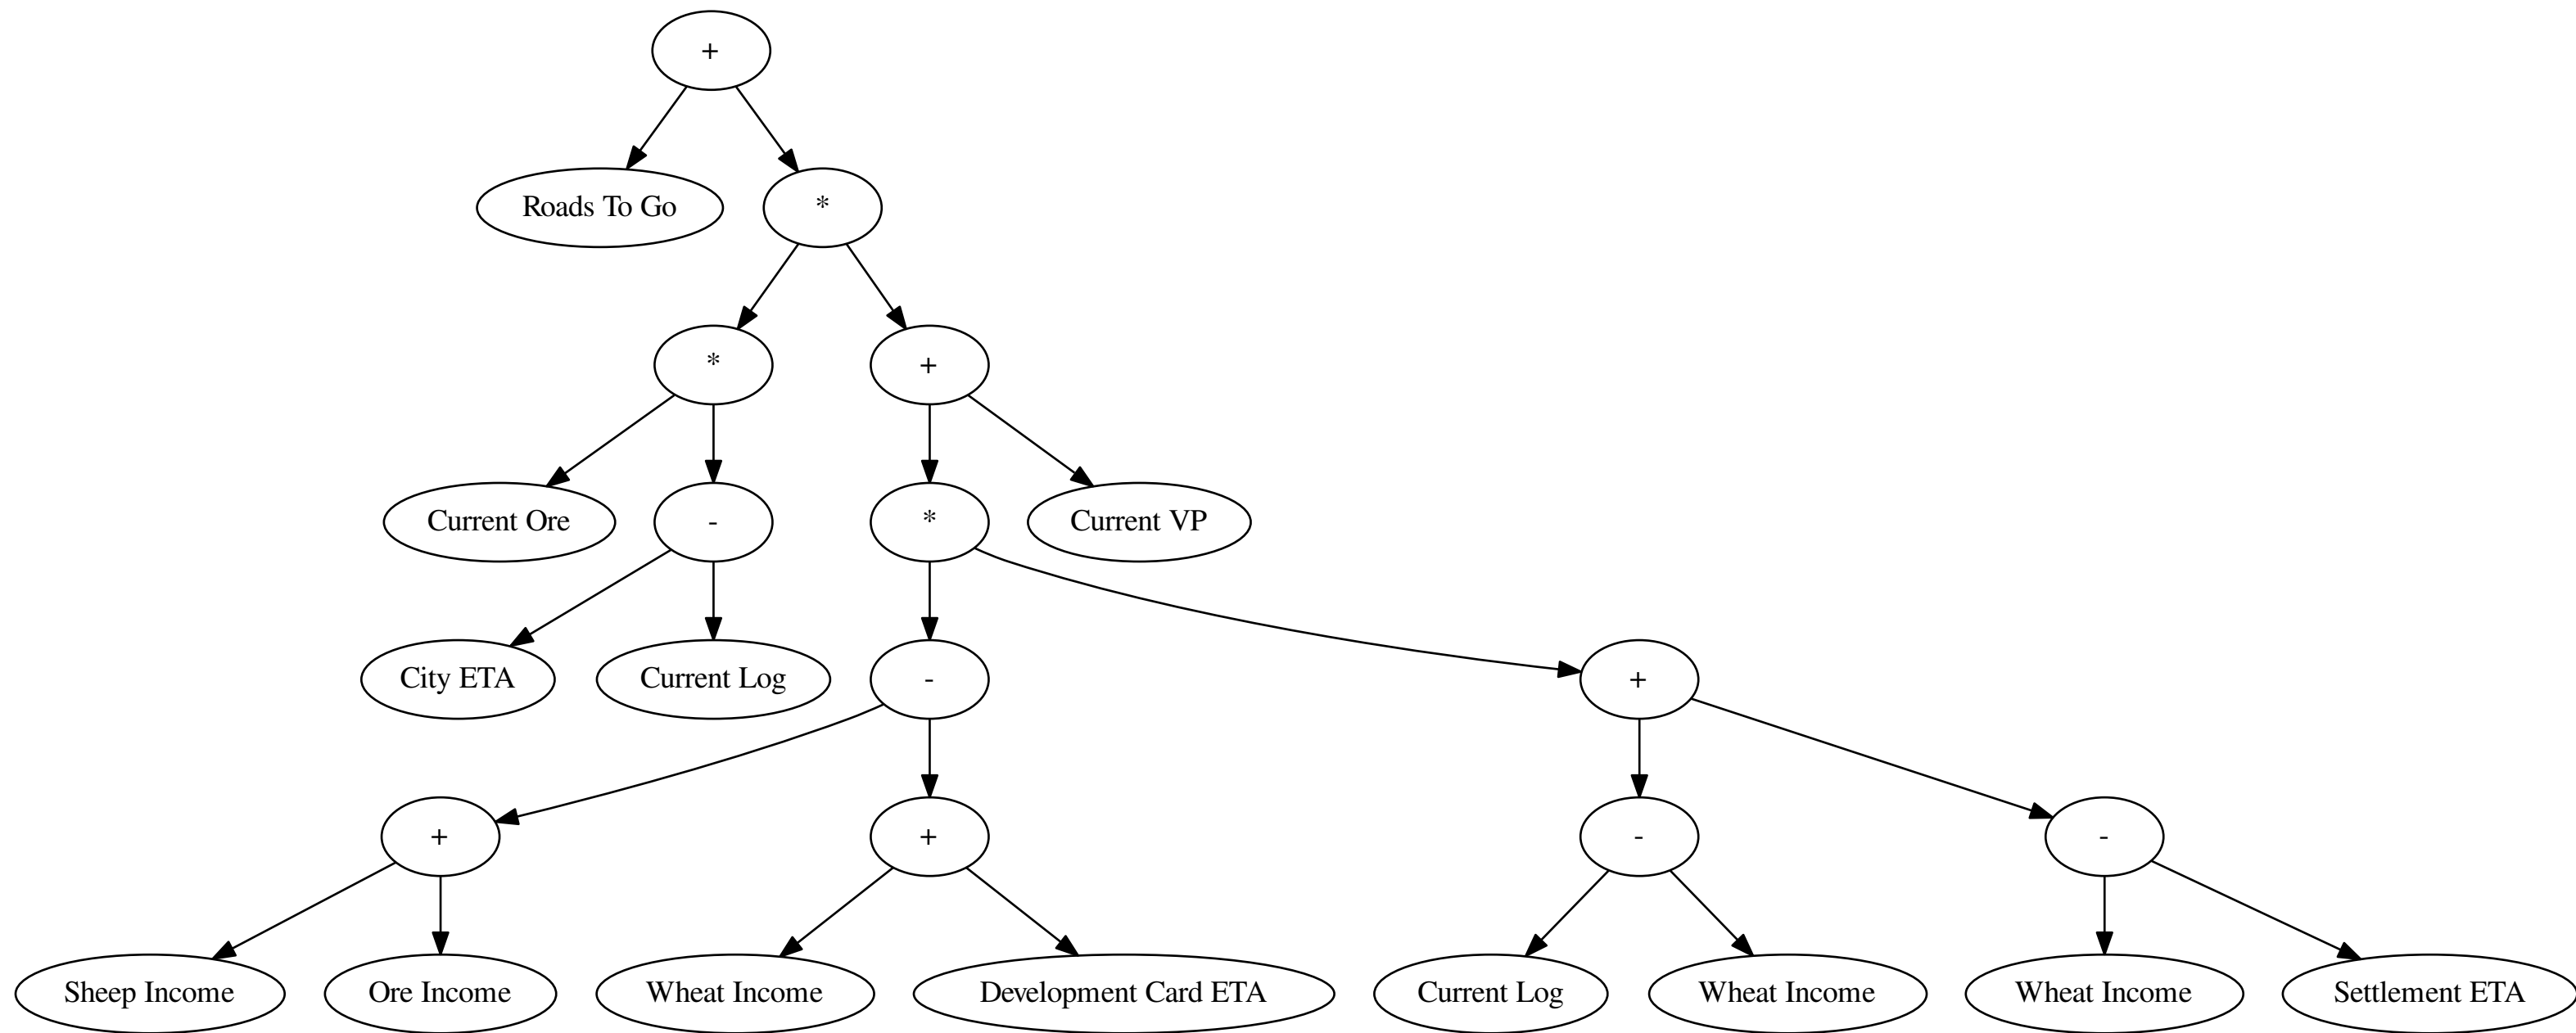 +
Roads To Go
*
*
+
Current Ore
-
*
Current VP
City ETA
Current Log
-
+
+
+
-
-
Sheep Income
Ore Income
Wheat Income
Development Card ETA
Current Log
Wheat Income
Wheat Income
Settlement ETA